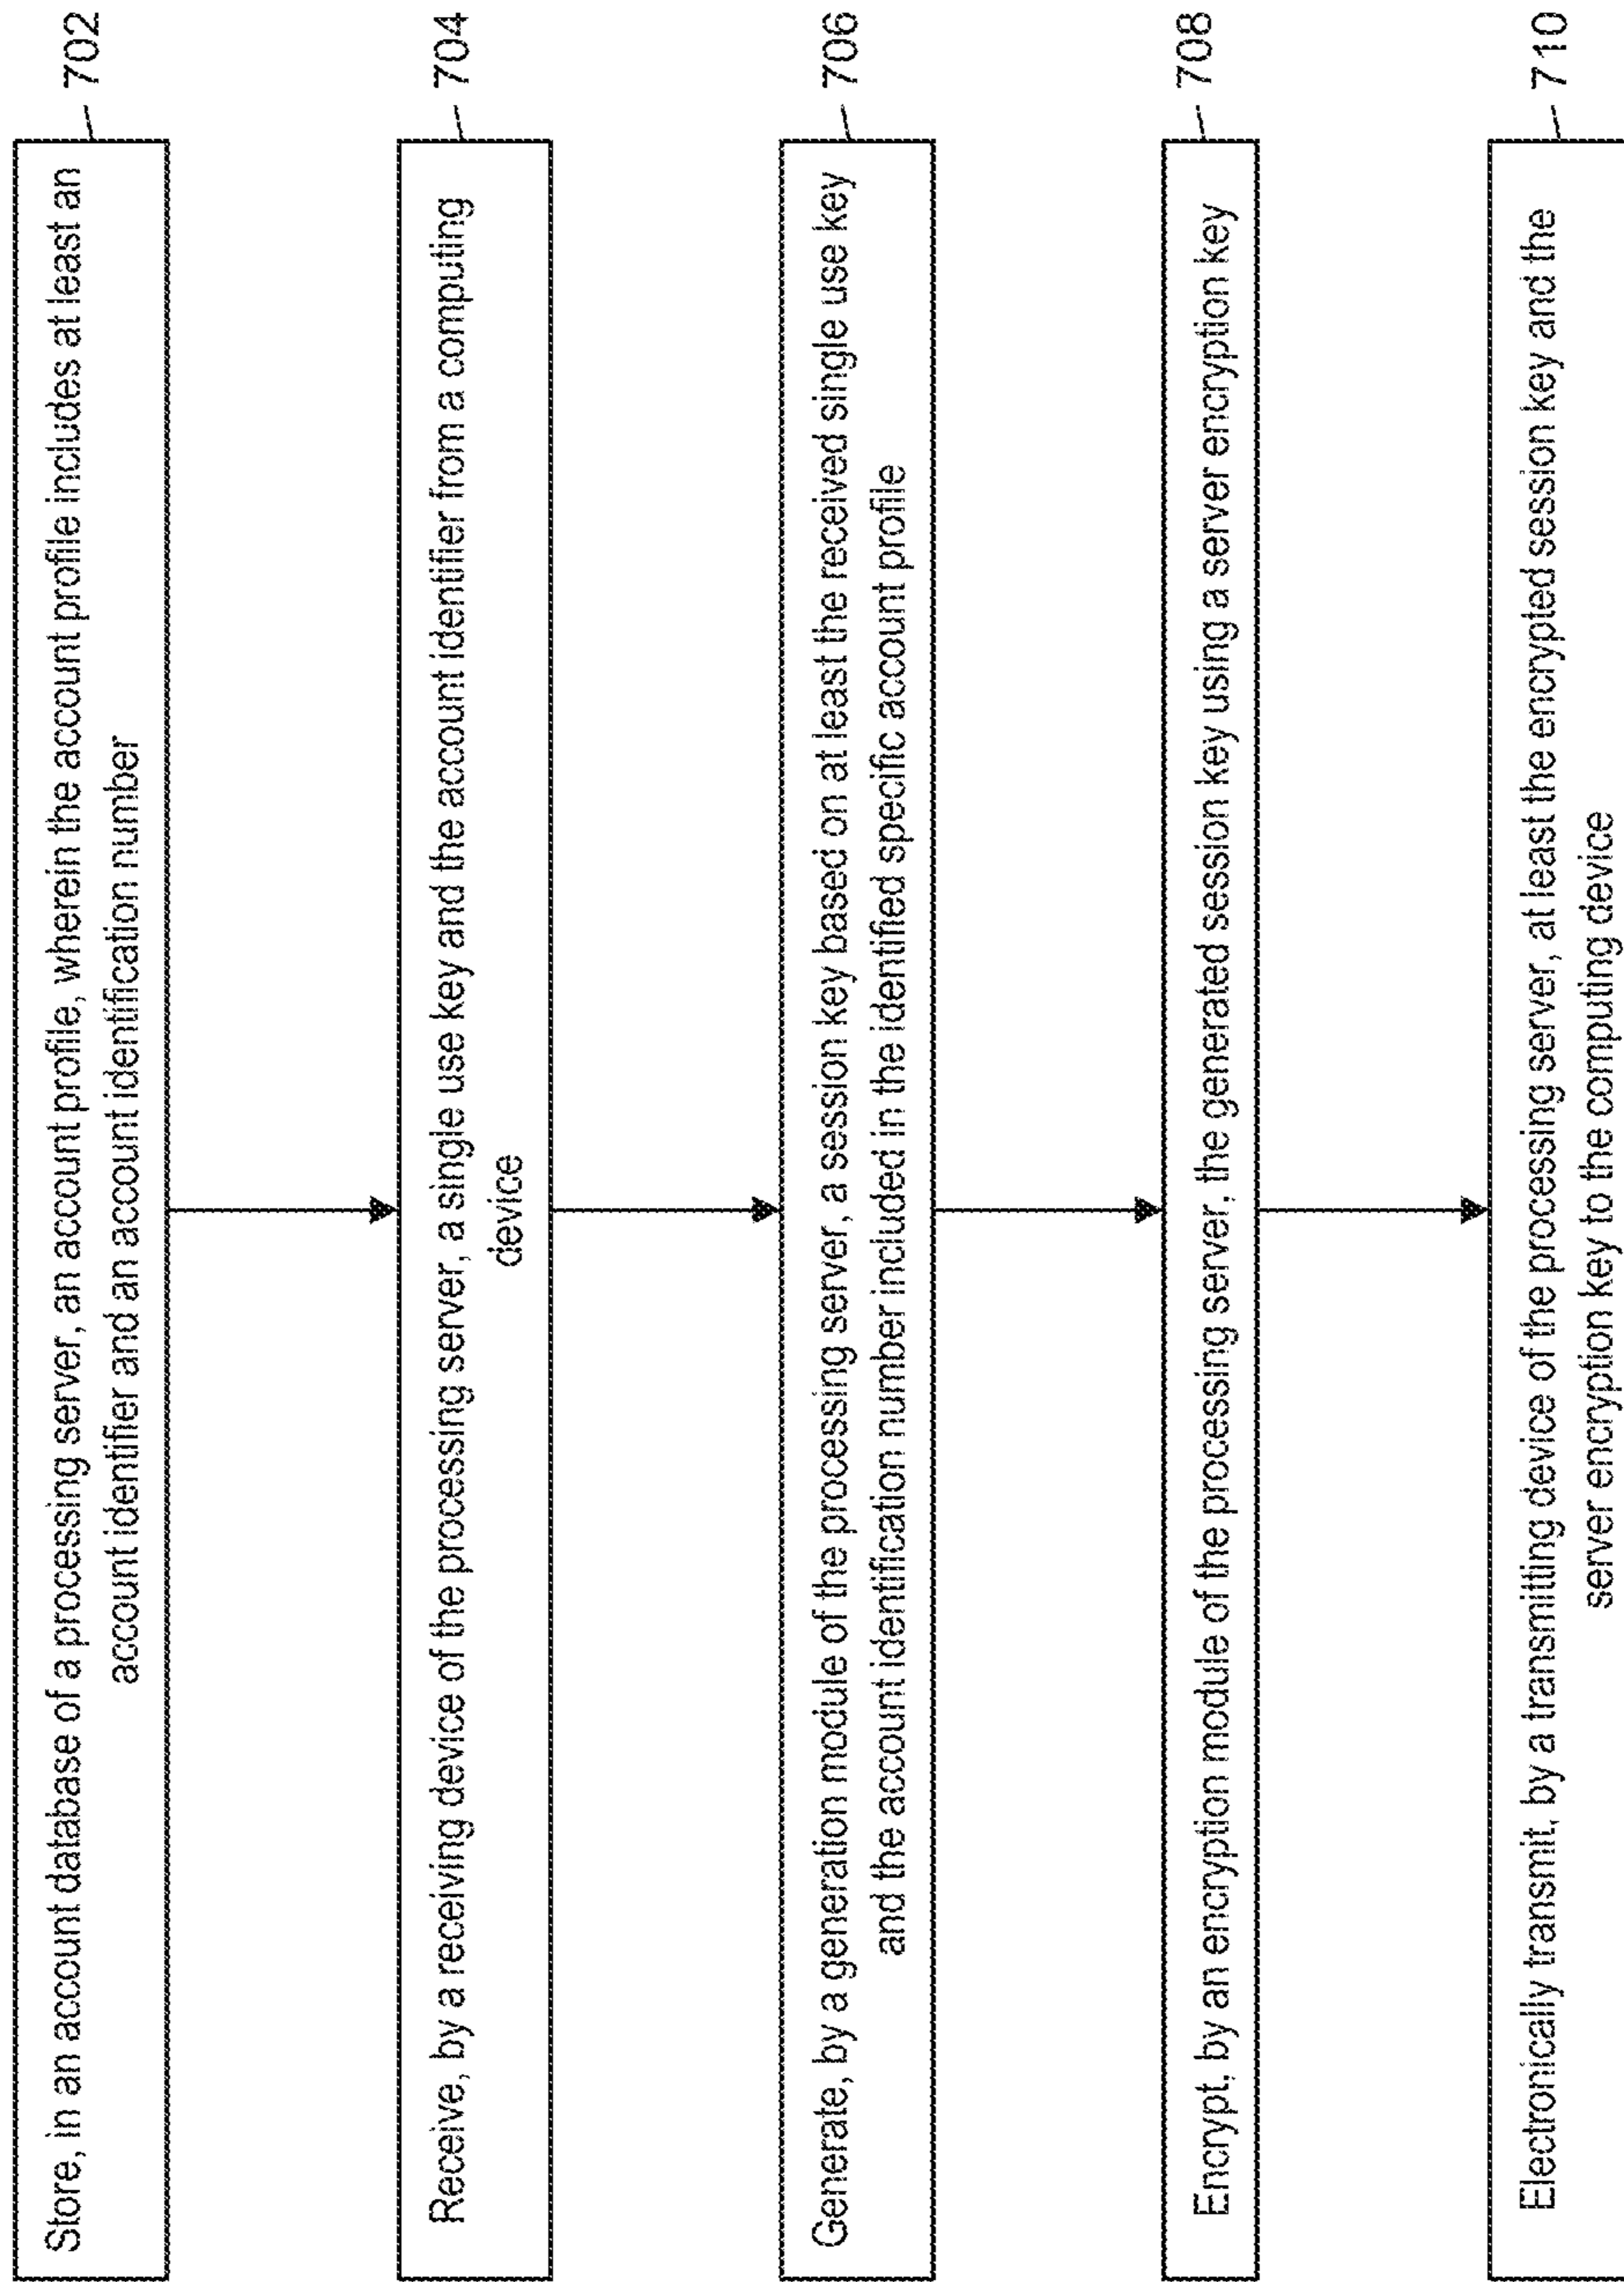 Store, in an account database of a processing server, an account profile, wherein the account profile includes at least an
account identifier and an account identification number
702
Receive, by a receiving device of the processing server, a single use key and the account identifier from a computing
device
704
Generate, by a generation module of the processing server, a session key based on at least the received single use key
and the account identification number included in the identified specific account profile
706
Encrypt, by an encryption module of the processing server, the generated session key using a server encryption key
708
Electronically transmit, by a transmitting device of the processing server, at least the encrypted session key and the
server encryption key to the computing device
710